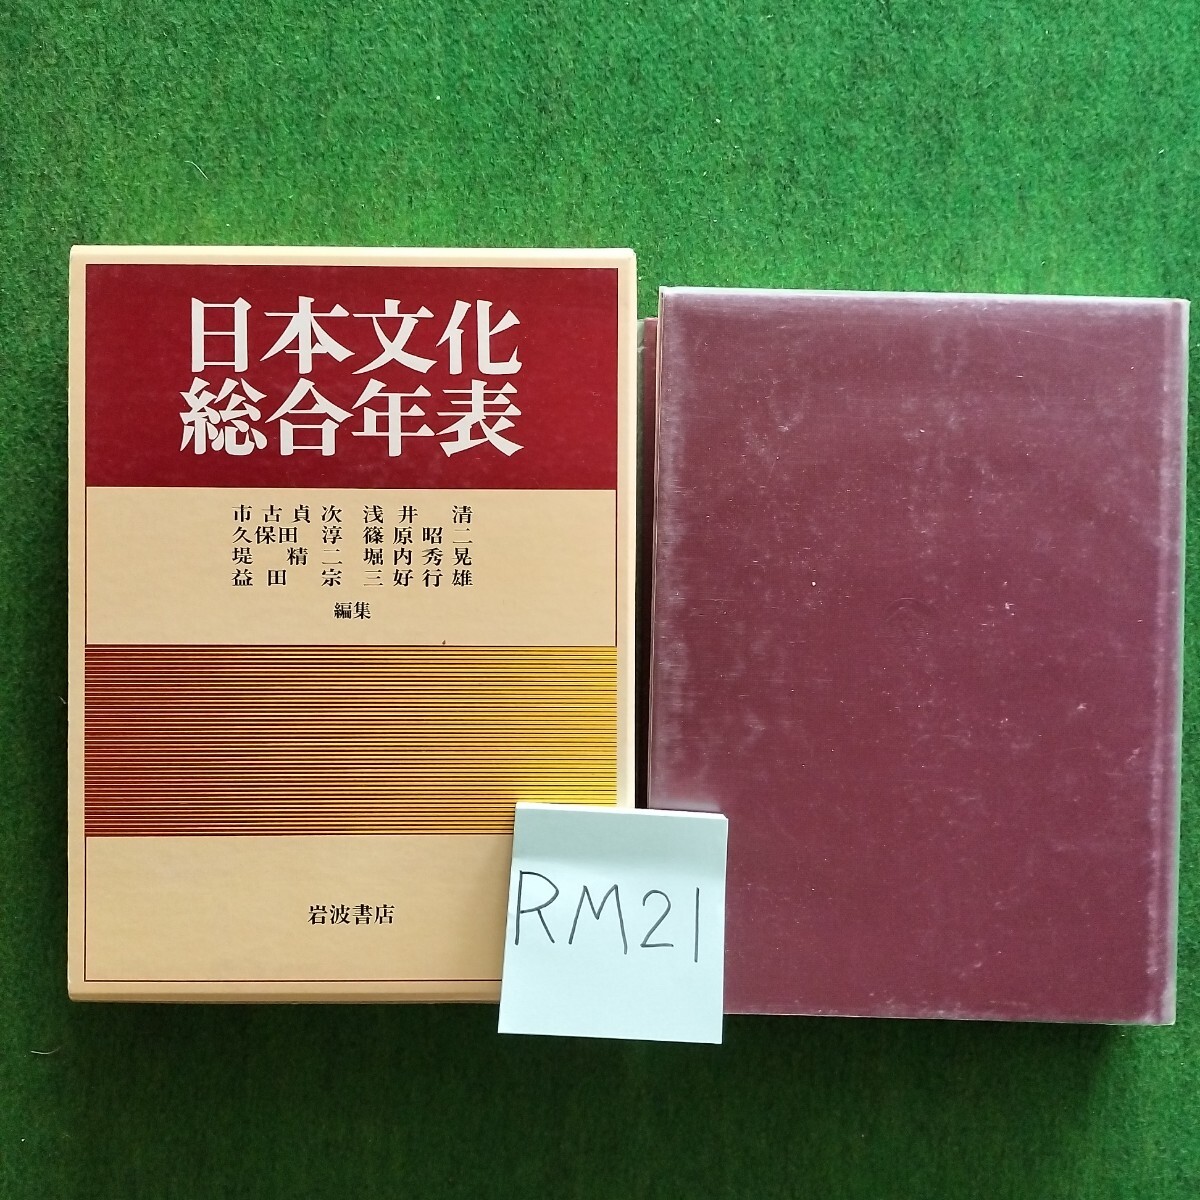 日本文化
総合年表
市古貞次 浅井 清
久保田 淳 篠原昭二
堤 精二 堀内秀晃
益田 宗 三好行雄
編集
岩波書店
RM21